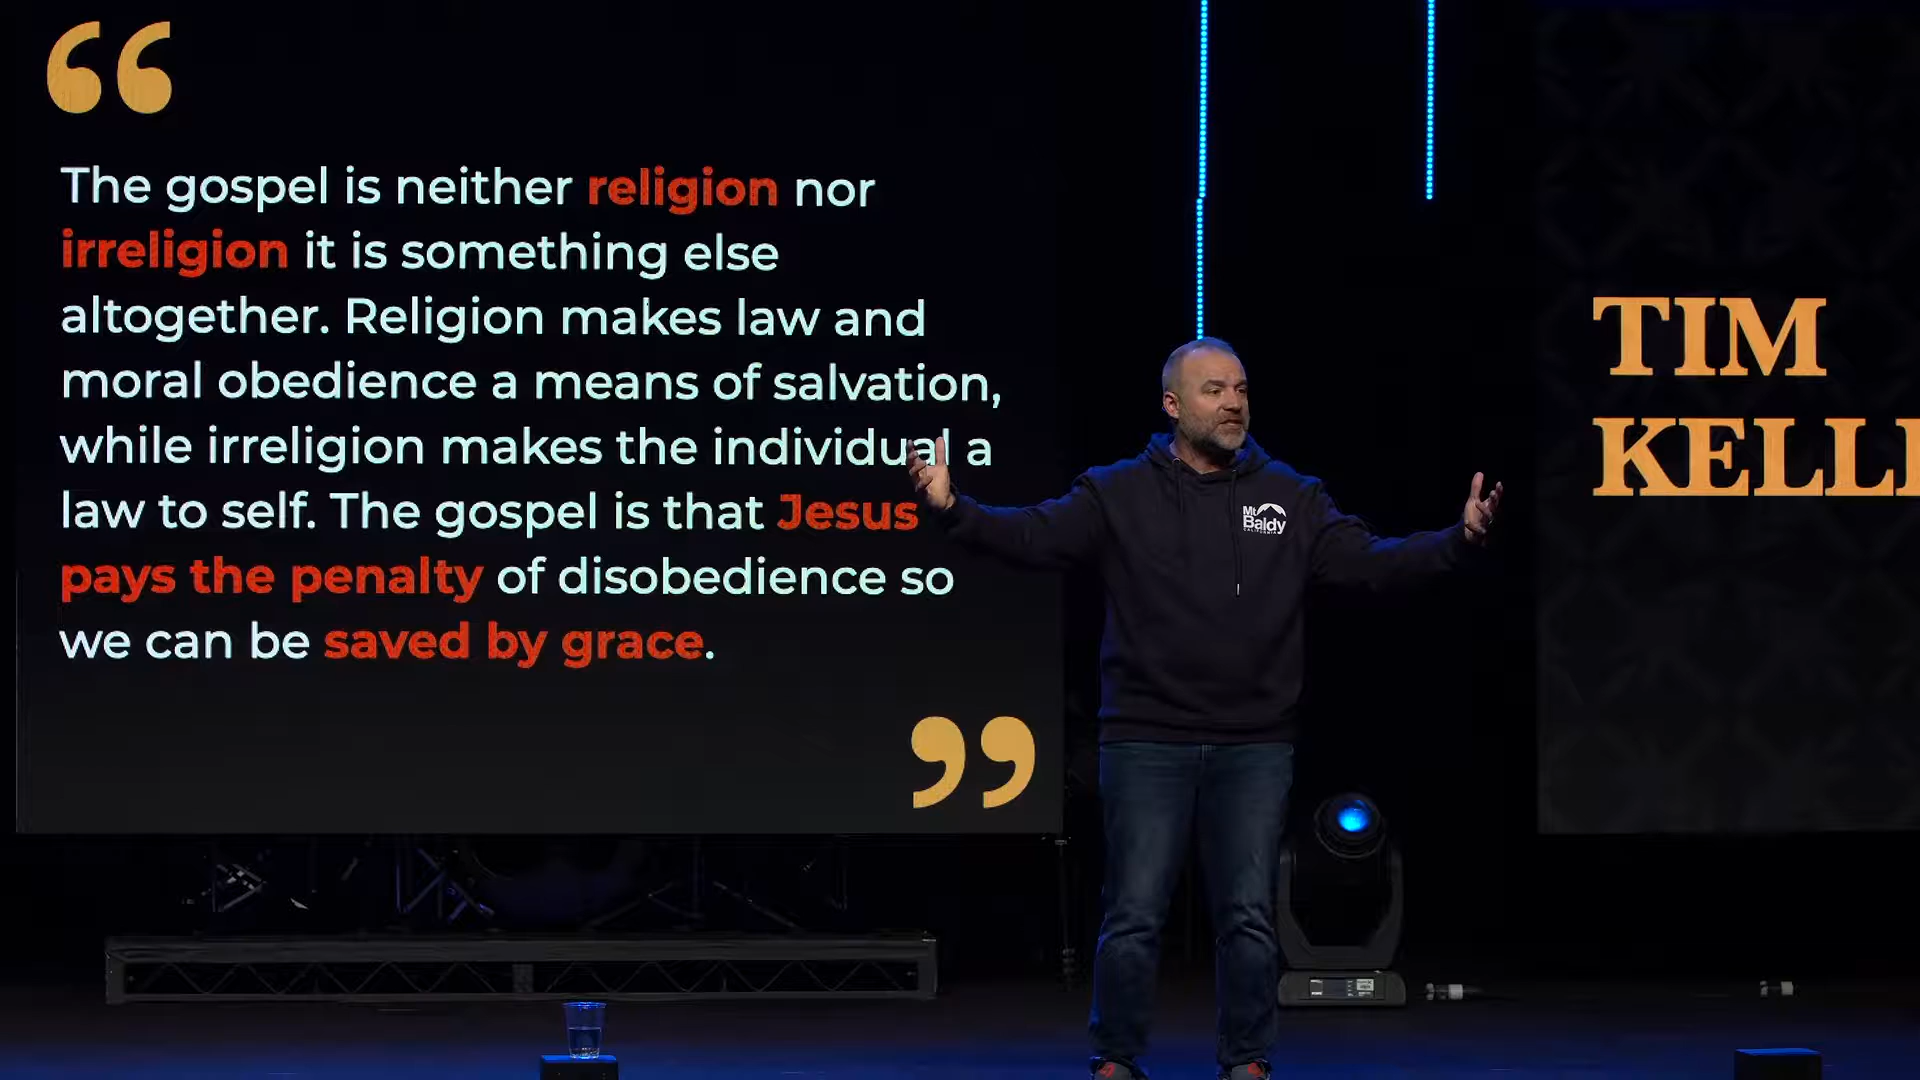 “
The gospel is neither religion nor
irreligion it is something else
altogether. Religion makes law and
moral obedience a means of salvation,
while irreligion makes the individual a
law to self. The gospel is that Jesus
pays the penalty of disobedience so
we can be saved by grace.
”
Mt
Baldy
CALIFORNIA
TIM
KELL